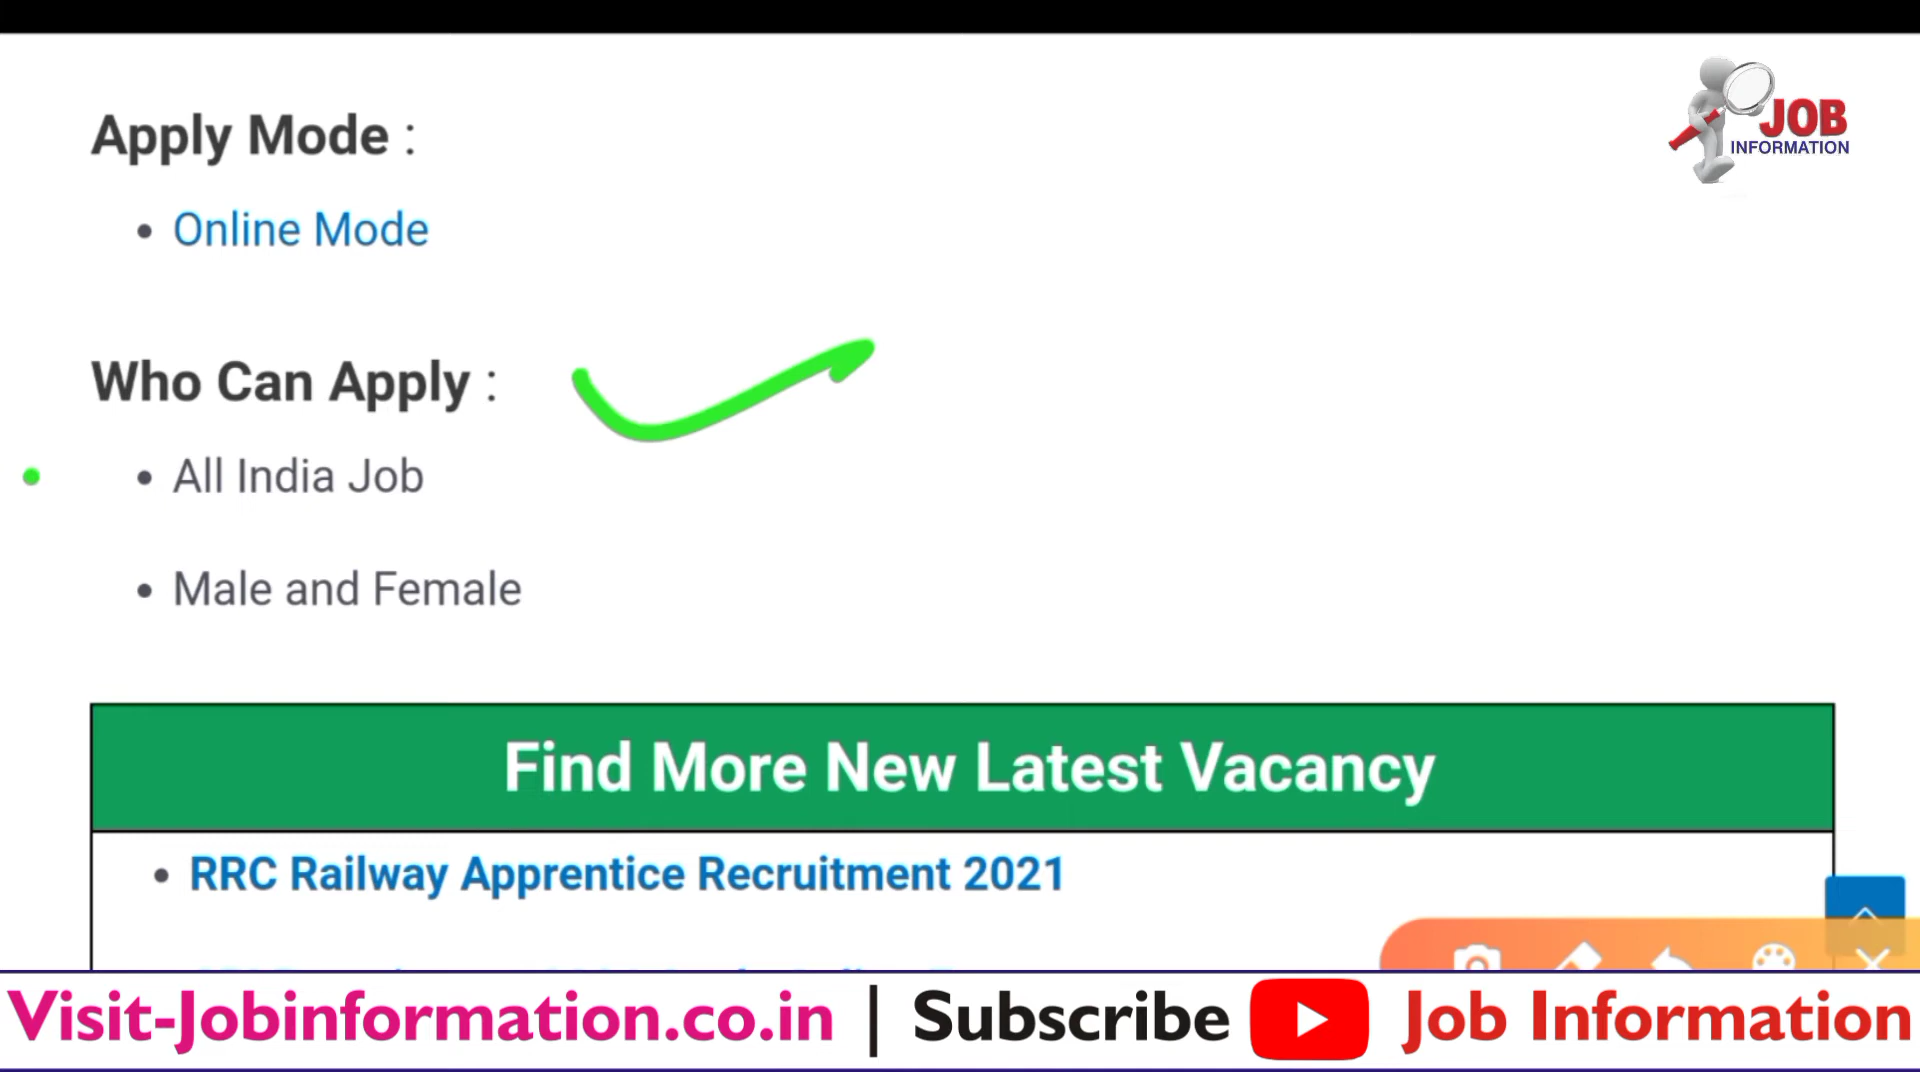 JOB
INFORMATION
Apply Mode :
• Online Mode
Who Can Apply :
• All India Job
• Male and Female
Find More New Latest Vacancy
• RRC Railway Apprentice Recruitment 2021
Visit-Jobinformation.co.in | Subscribe Job Information